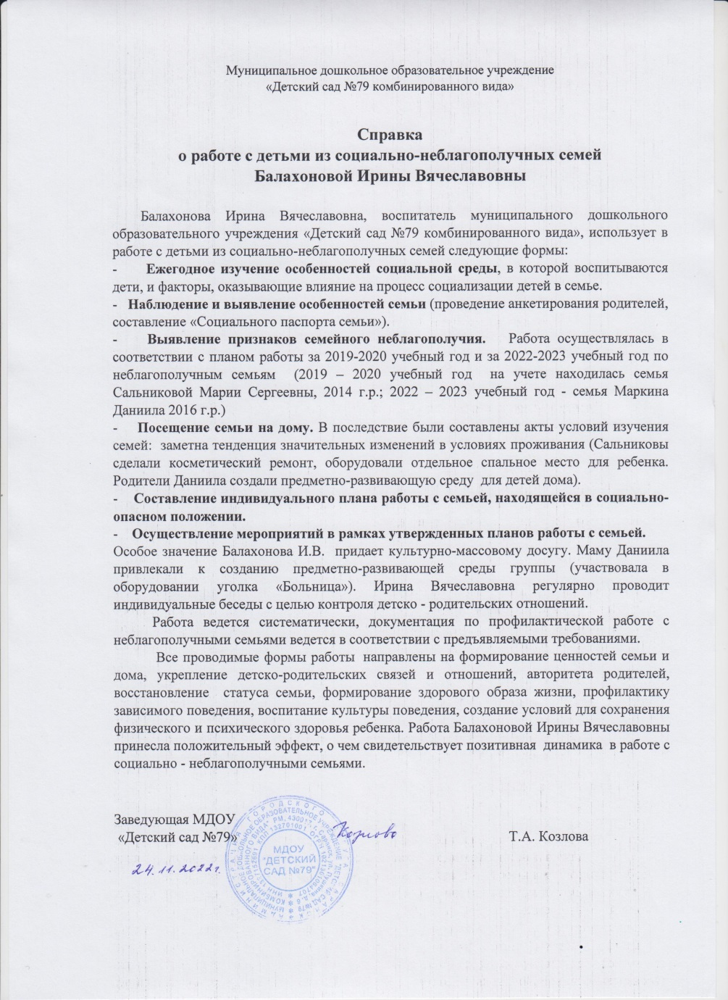 Муниципальное дошкольное образовательное учреждение
«Детский сад №79 комбинированного вида»
Справка
о работе с детьми из социально-неблагополучных семей
Балахоновой Ирины Вячеславовны
Балахонова Ирина Вячеславовна, воспитатель муниципального дошкольного
образовательного учреждения «Детский сад №79 комбинированного вида», использует в
работе с детьми из социально-неблагополучных семей следующие формы:
- Ежегодное изучение особенностей социальной среды, в которой воспитываются
дети, и факторы, оказывающие влияние на процесс социализации детей в семье.
- Наблюдение и выявление особенностей семьи (проведение анкетирования родителей,
составление «Социального паспорта семьи»).
- Выявление признаков семейного неблагополучия. Работа осуществлялась в
соответствии с планом работы за 2019-2020 учебный год и за 2022-2023 учебный год по
неблагополучным семьям (2019 – 2020 учебный год на учете находилась семья
Сальниковой Марии Сергеевны, 2014 г.р.; 2022 – 2023 учебный год - семья Маркина
Даниила 2016 г.р.)
- Посещение семьи на дому. В последствие были составлены акты условий изучения
семей: заметна тенденция значительных изменений в условиях проживания (Сальниковы
сделали косметический ремонт, оборудовали отдельное спальное место для ребенка.
Родители Даниила создали предметно-развивающую среду для детей дома).
- Составление индивидуального плана работы с семьей, находящейся в социально-
опасном положении.
- Осуществление мероприятий в рамках утвержденных планов работы с семьей.
Особое значение Балахонова И.В. придает культурно-массовому досугу. Маму Даниила
привлекали к созданию предметно-развивающей среды группы (участвовала в
оборудовании уголка «Больница»). Ирина Вячеславовна регулярно проводит
индивидуальные беседы с целью контроля детско - родительских отношений.
Работа ведется систематически, документация по профилактической работе с
неблагополучными семьями ведется в соответствии с предъявляемыми требованиями.
Все проводимые формы работы направлены на формирование ценностей семьи и
дома, укрепление детско-родительских связей и отношений, авторитета родителей,
восстановление статуса семьи, формирование здорового образа жизни, профилактику
зависимого поведения, воспитание культуры поведения, создание условий для сохранения
физического и психического здоровья ребенка. Работа Балахоновой Ирины Вячеславовны
принесла положительный эффект, о чем свидетельствует позитивная динамика в работе с
социально - неблагополучными семьями.
Заведующая МДОУ
«Детский сад №79» Козлова Т.А. Козлова
24.11.2022г.
МДОУ
"ДЕТСКИЙ
САД №79"